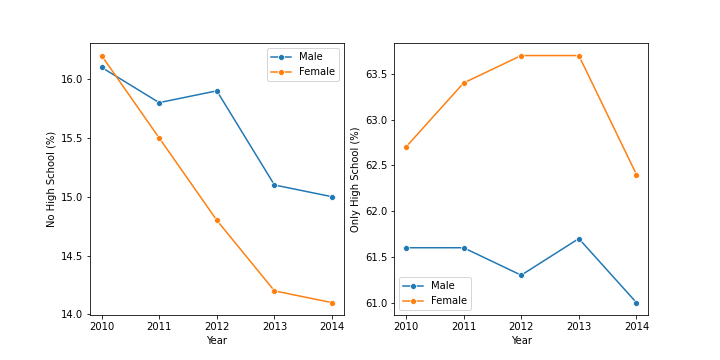 No High School (%)
16.0
15.5
15.0
14.5
14.0
2010 2011 2012 2013 2014
Year
Male
Female
Only High School (%)
63.5
63.0
62.5
62.0
61.5
61.0
2010 2011 2012 2013 2014
Year
Male
Female